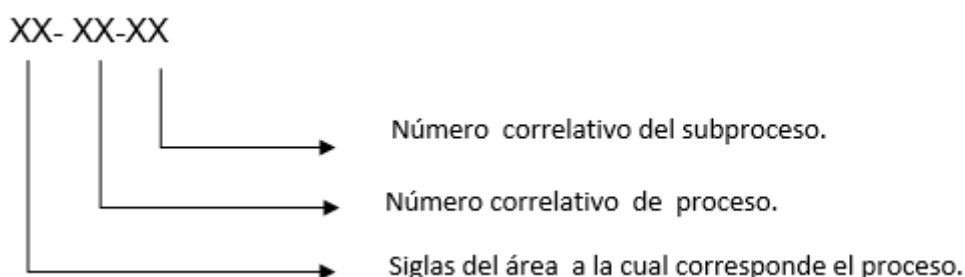 XX- XX-XX
Número correlativo del subproceso.
Número correlativo de proceso.
Siglas del área a la cual corresponde el proceso.